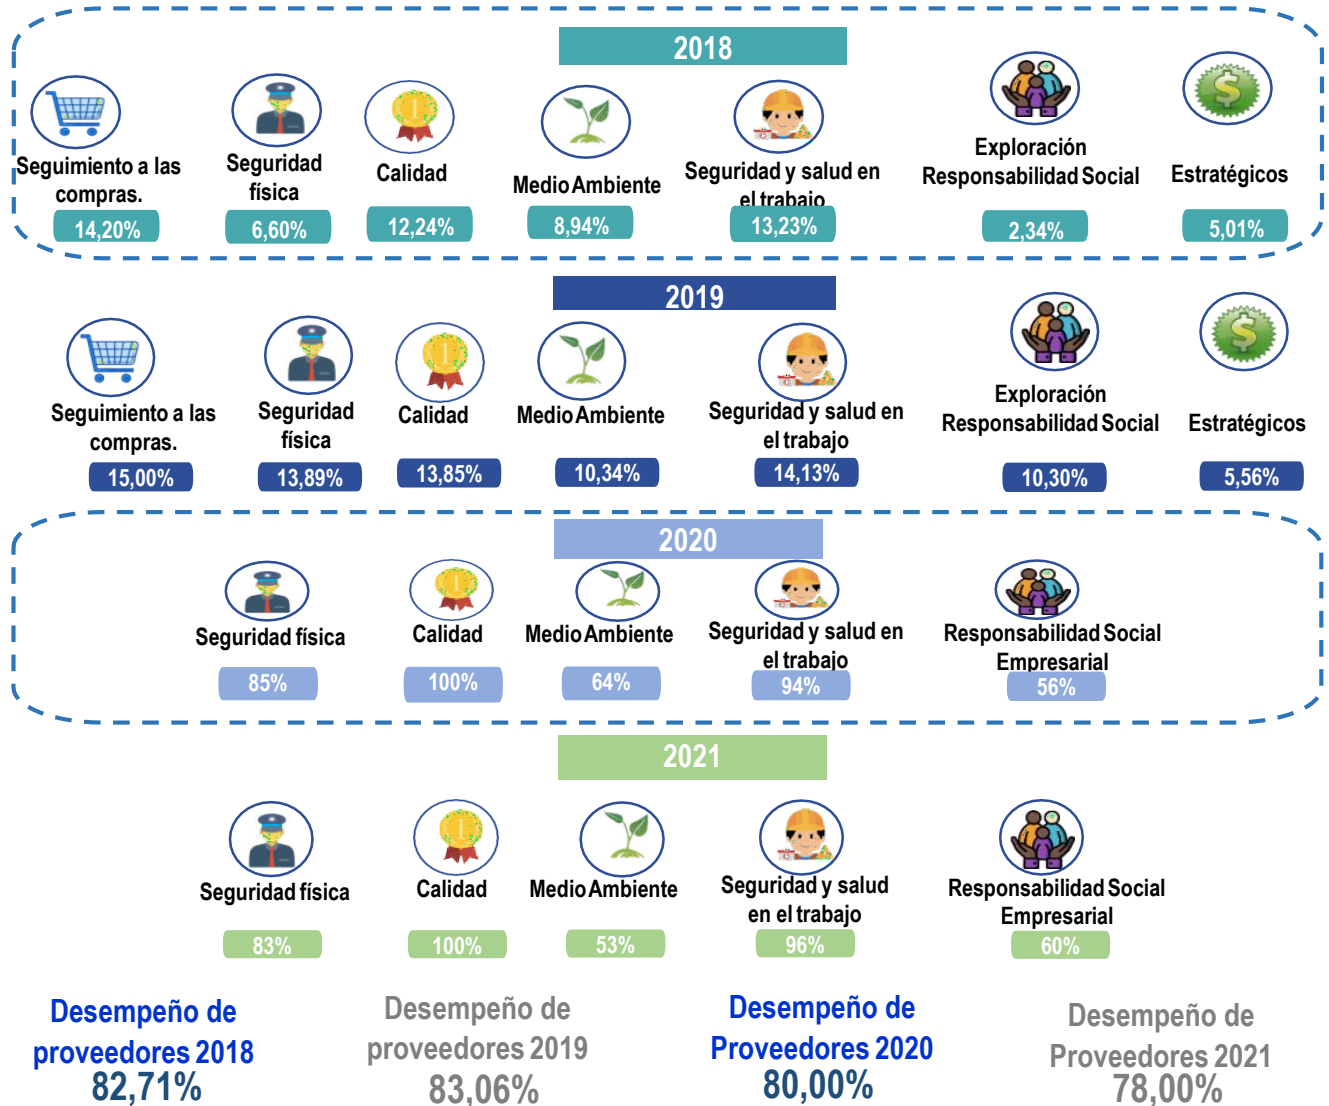 2018
Seguimiento a las
compras.
14,20%
Seguridad
física
6,60%
Calidad
12,24%
Medio Ambiente
8,94%
Seguridad y salud en
el trabajo
13,23%
Exploración
Responsabilidad Social
2,34%
Estratégicos
5,01%
2019
Seguimiento a las
compras.
15,00%
Seguridad
física
13,89%
Calidad
13,85%
Medio Ambiente
10,34%
Seguridad y salud en
el trabajo
14,13%
Exploración
Responsabilidad Social
10,30%
Estratégicos
5,56%
2020
Seguridad física
85%
Calidad
100%
Medio Ambiente
64%
Seguridad y salud en
el trabajo
94%
Responsabilidad Social
Empresarial
56%
2021
Seguridad física
83%
Calidad
100%
Medio Ambiente
53%
Seguridad y salud
en el trabajo
96%
Responsabilidad Social
Empresarial
60%
Desempeño de
proveedores 2018
82,71%
Desempeño de
proveedores 2019
83,06%
Desempeño de
Proveedores 2020
80,00%
Desempeño de
Proveedores 2021
78,00%